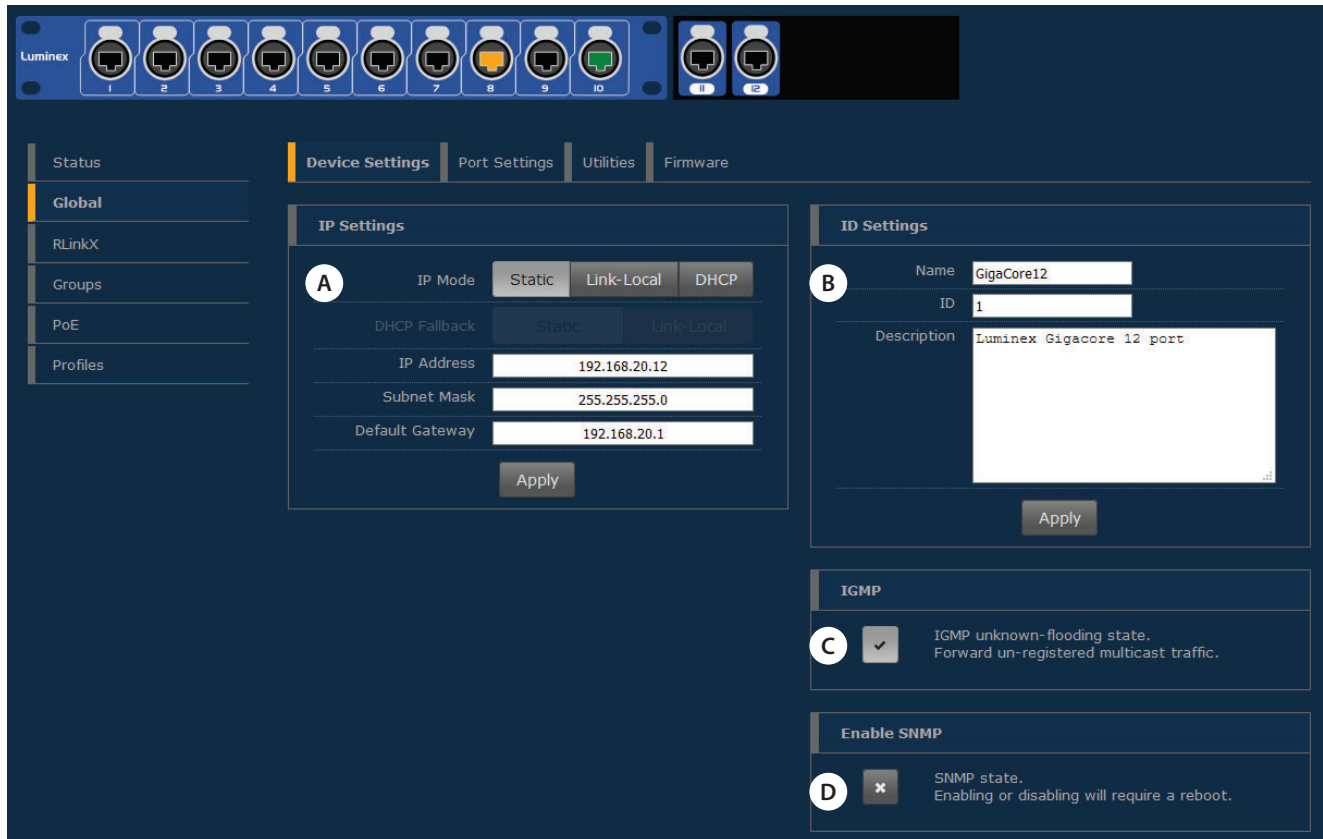 Luminex
1 2 3 4 5 6 7 8 9 10 11 12
Status
Global
RLinkX
Groups
PoE
Profiles
Device Settings Port Settings Utilities Firmware
IP Settings
A
IP Mode Static Link-Local DHCP
DHCP Fallback Static Link-Local
IP Address 192.168.20.12
Subnet Mask 255.255.255.0
Default Gateway 192.168.20.1
Apply
ID Settings
B
Name GigaCore12
ID 1
Description Luminex Gigacore 12 port
Apply
IGMP
C
IGMP unknown-flooding state.
Forward un-registered multicast traffic.
Enable SNMP
D
SNMP state.
Enabling or disabling will require a reboot.